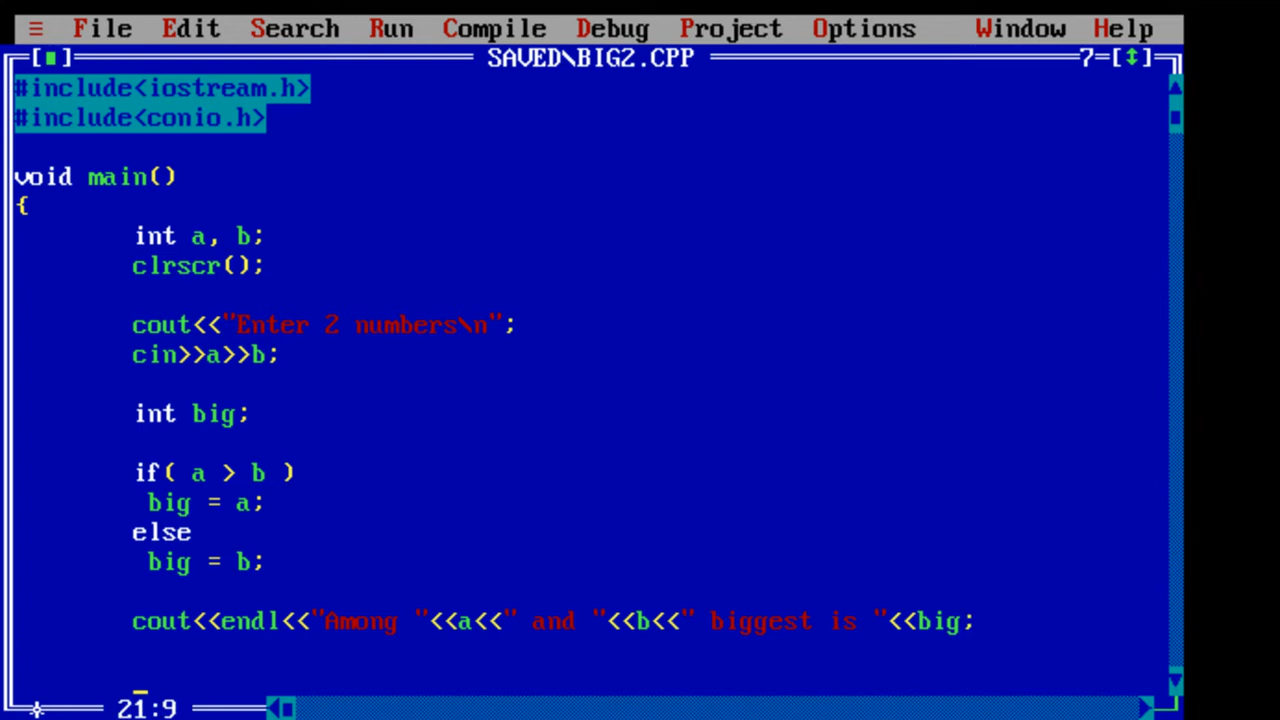 ≡ File Edit Search Run Compile Debug Project Options Window Help
[■] SAVED\BIG2.CPP 7=[↕]
#include<iostream.h>
#include<conio.h>
void main()
{
int a, b;
clrscr();
cout<<"Enter 2 numbers\n";
cin>>a>>b;
int big;
if( a > b )
big = a;
else
big = b;
cout<<endl<<"Among "<<a<<" and "<<b<<" biggest is "<<big;
21:9